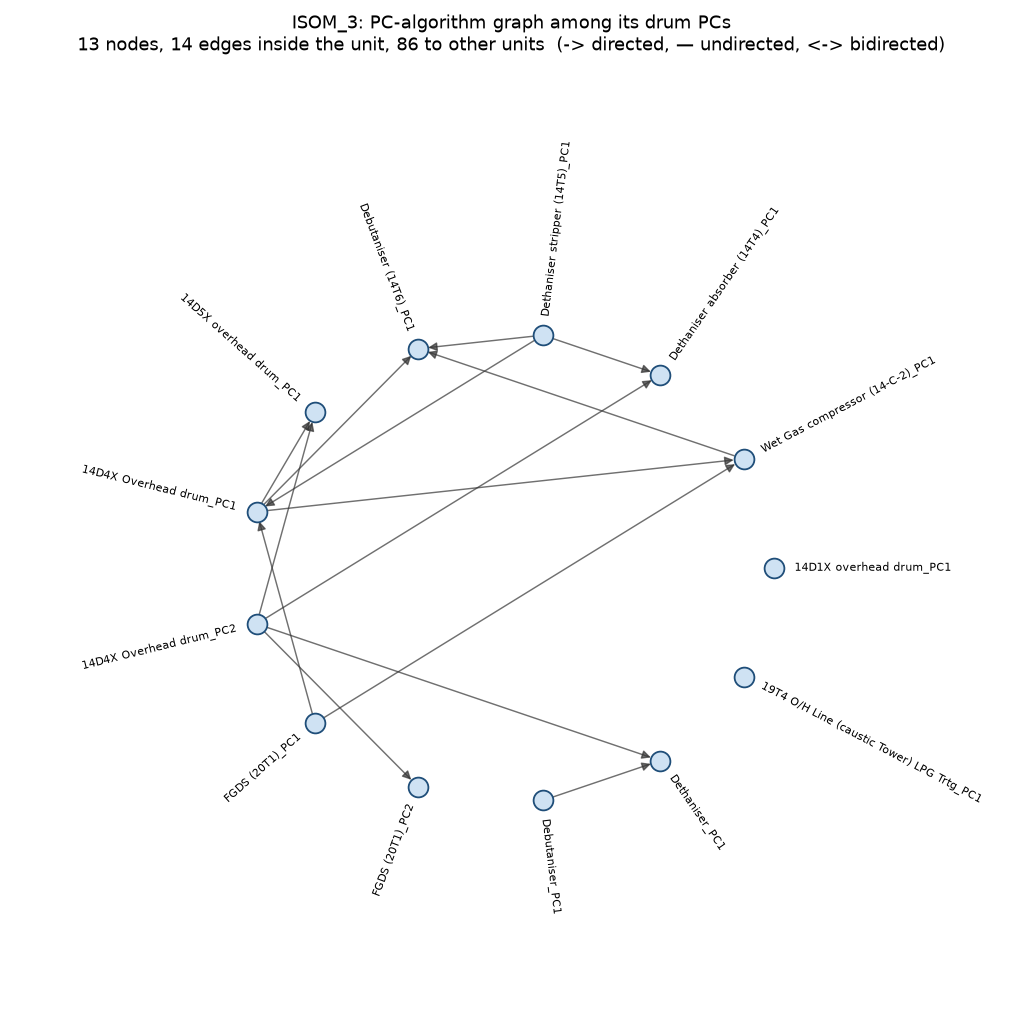 ISOM_3: PC-algorithm graph among its drum PCs
13 nodes, 14 edges inside the unit, 86 to other units  (-> directed, — undirected, <-> bidirected)
Dethaniser stripper (14T5)_PC1
Debutaniser (14T6)_PC1
Dethaniser absorber (14T4)_PC1
14D5X overhead drum_PC1
Wet Gas compressor (14-C-2)_PC1
14D4X Overhead drum_PC1
14D1X overhead drum_PC1
14D4X Overhead drum_PC2
19T4 O/H Line (caustic Tower) LPG Trtg_PC1
FGDS (20T1)_PC1
FGDS (20T1)_PC2
Debutaniser_PC1
Dethaniser_PC1